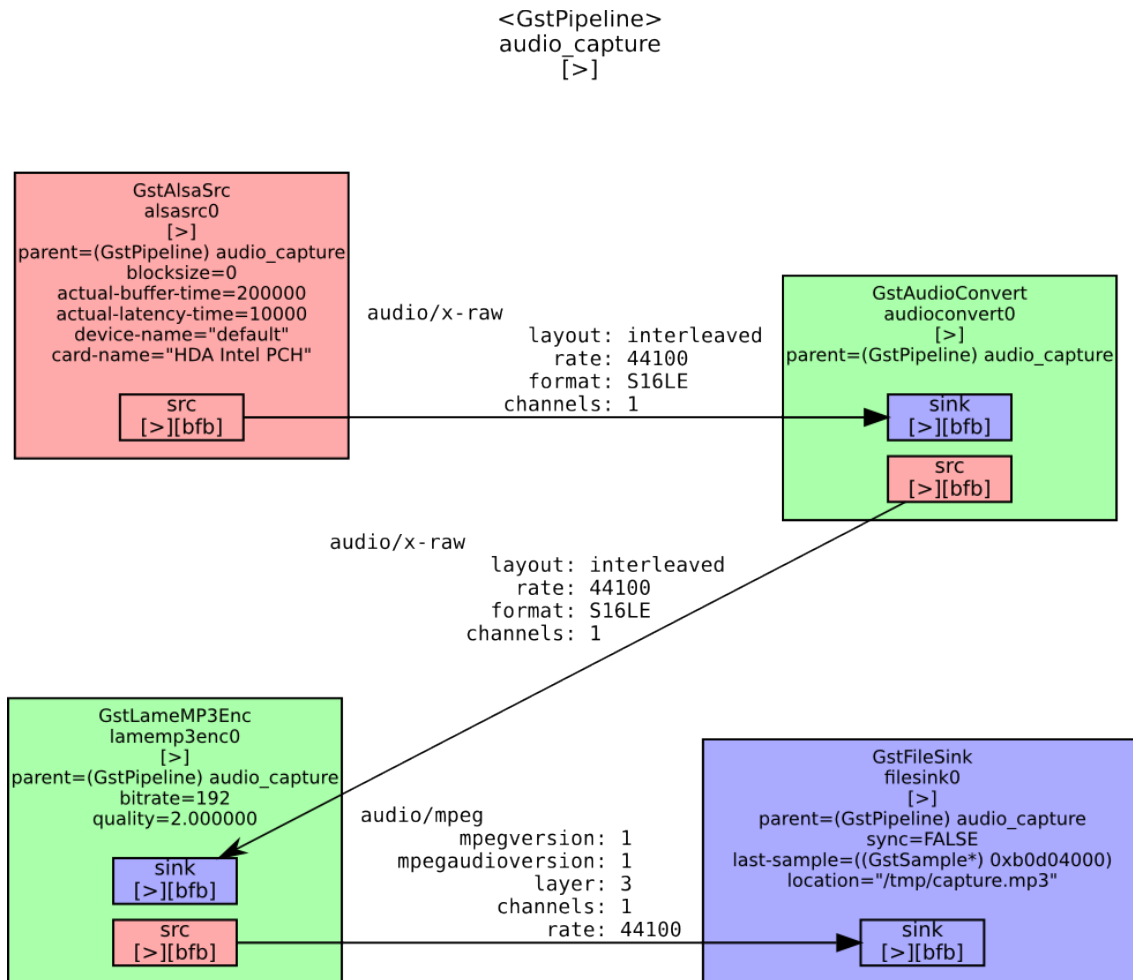 <GstPipeline>
audio_capture
[>]
GstAlsaSrc
alsasrc0
[>]
parent=(GstPipeline) audio_capture
blocksize=0
actual-buffer-time=200000
actual-latency-time=10000
device-name="default"
card-name="HDA Intel PCH"
src
[>][bfb]
audio/x-raw
layout: interleaved
rate: 44100
format: S16LE
channels: 1
GstAudioConvert
audioconvert0
[>]
parent=(GstPipeline) audio_capture
sink
[>][bfb]
src
[>][bfb]
audio/x-raw
layout: interleaved
rate: 44100
format: S16LE
channels: 1
GstLameMP3Enc
lamemp3enc0
[>]
parent=(GstPipeline) audio_capture
bitrate=192
quality=2.000000
sink
[>][bfb]
src
[>][bfb]
audio/mpeg
mpegversion: 1
mpegaudioversion: 1
layer: 3
channels: 1
rate: 44100
GstFileSink
filesink0
[>]
parent=(GstPipeline) audio_capture
sync=FALSE
last-sample=((GstSample*) 0xb0d04000)
location="/tmp/capture.mp3"
sink
[>][bfb]